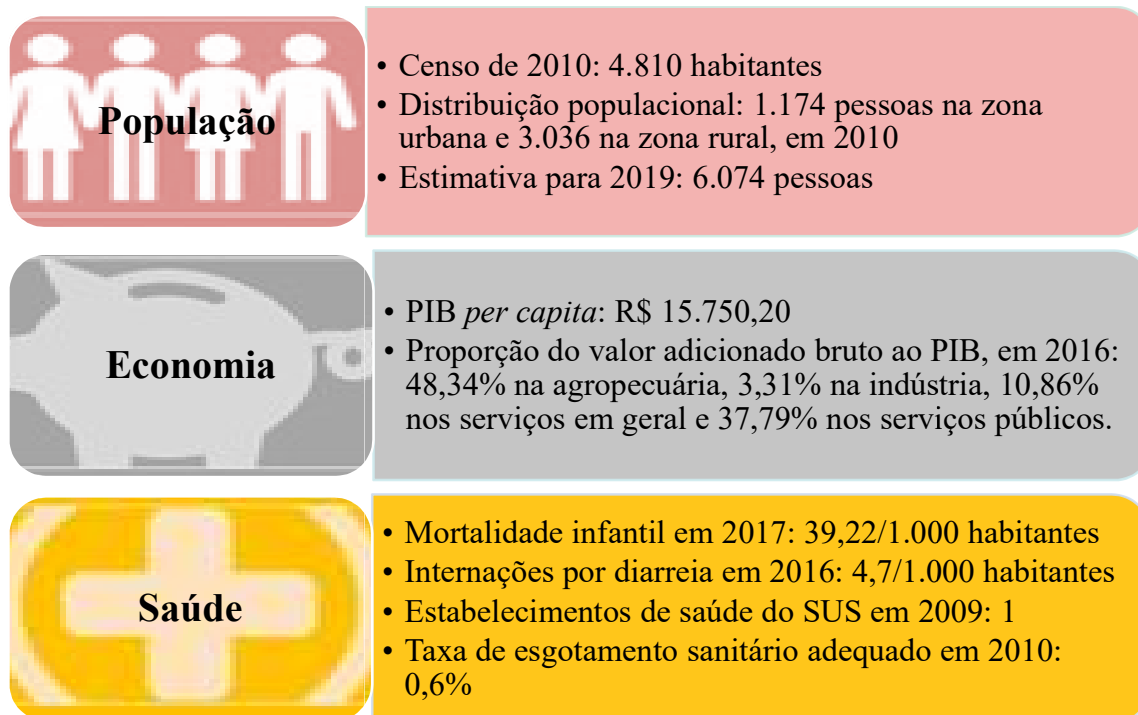 População
• Censo de 2010: 4.810 habitantes
• Distribuição populacional: 1.174 pessoas na zona
urbana e 3.036 na zona rural, em 2010
• Estimativa para 2019: 6.074 pessoas
Economia
• PIB per capita: R$ 15.750,20
• Proporção do valor adicionado bruto ao PIB, em 2016:
48,34% na agropecuária, 3,31% na indústria, 10,86%
nos serviços em geral e 37,79% nos serviços públicos.
Saúde
• Mortalidade infantil em 2017: 39,22/1.000 habitantes
• Internações por diarreia em 2016: 4,7/1.000 habitantes
• Estabelecimentos de saúde do SUS em 2009: 1
• Taxa de esgotamento sanitário adequado em 2010:
0,6%